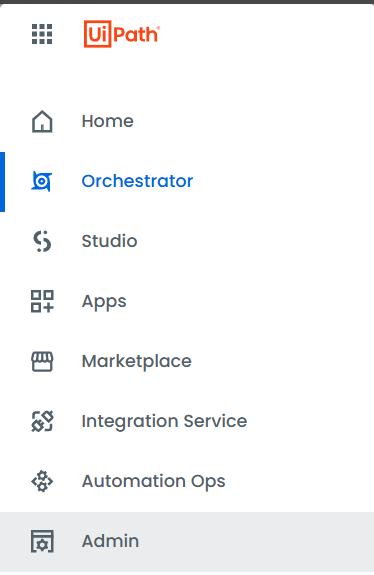 UiPath
Home
Orchestrator
Studio
Apps
Marketplace
Integration Service
Automation Ops
Admin